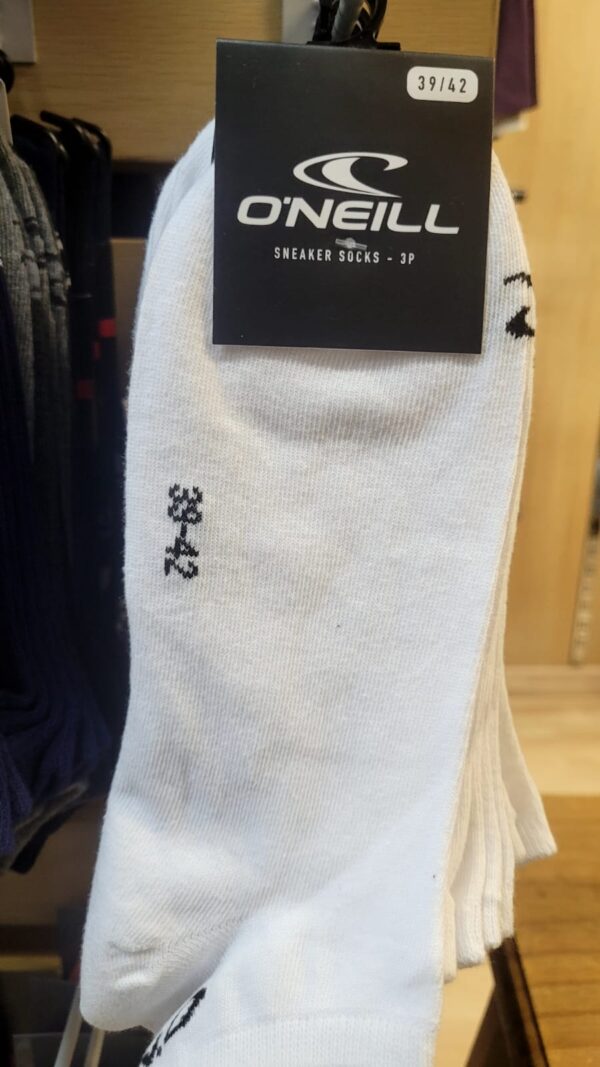 39/42
O'NEILL
SNEAKER SOCKS - 3P
39-42